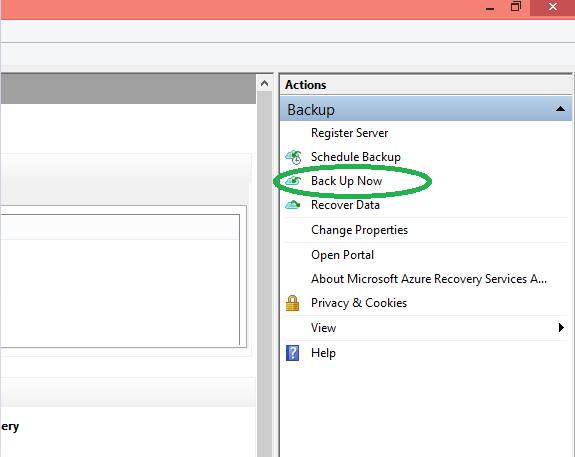 Actions
Backup
Register Server
Schedule Backup
Back Up Now
Recover Data
Change Properties
Open Portal
About Microsoft Azure Recovery Services A...
Privacy & Cookies
View
Help
ery